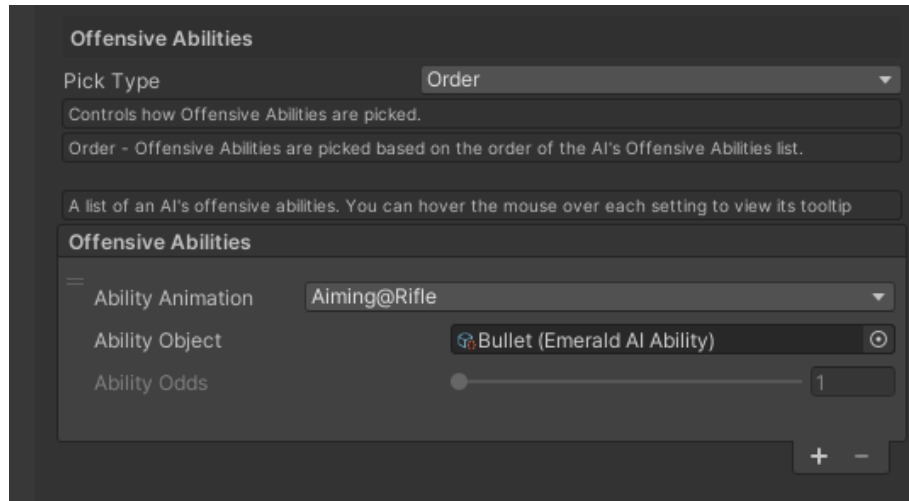 Offensive Abilities
Pick Type Order
Controls how Offensive Abilities are picked.
Order - Offensive Abilities are picked based on the order of the AI's Offensive Abilities list.
A list of an AI's offensive abilities. You can hover the mouse over each setting to view its tooltip
Offensive Abilities
Ability Animation Aiming@Rifle
Ability Object Bullet (Emerald AI Ability)
Ability Odds 1
+ -